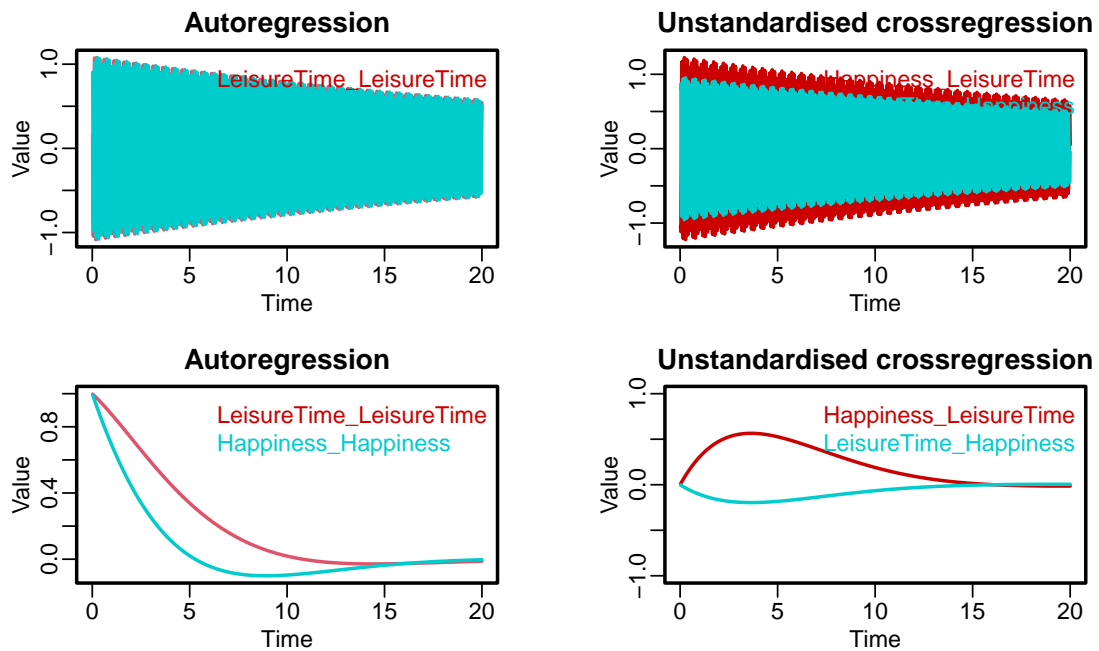 Autoregression
Value
1.0
0.0
−1.0
LeisureTime_LeisureTime
0
5
10
15
20
Time
Unstandardised crossregression
Value
1.0
0.0
−1.0
Happiness_LeisureTime
0
5
10
15
20
Time
Autoregression
Value
0.8
0.4
0.0
LeisureTime_LeisureTime
Happiness_Happiness
0
5
10
15
20
Time
Unstandardised crossregression
Value
1.0
0.0
−1.0
Happiness_LeisureTime
LeisureTime_Happiness
0
5
10
15
20
Time